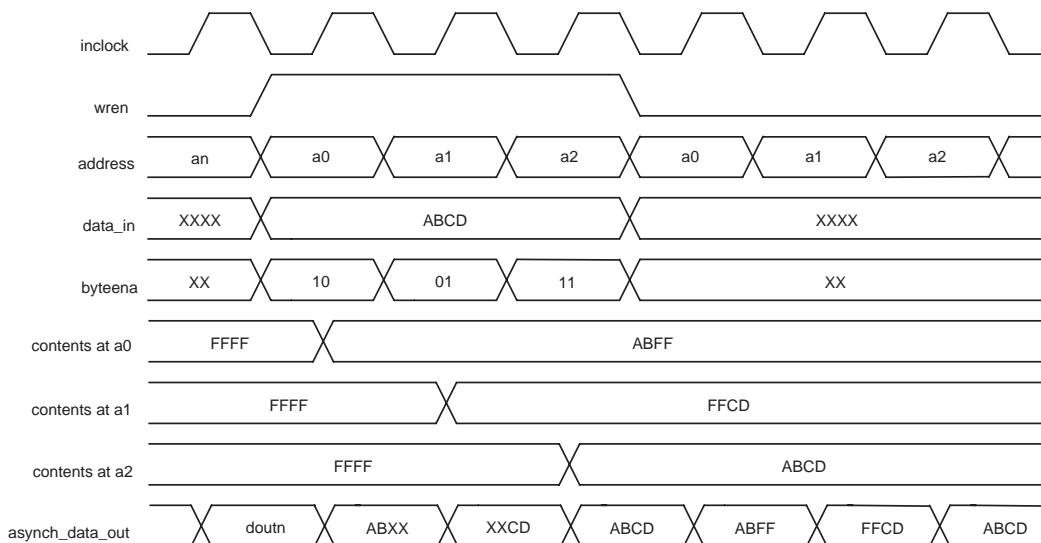 inclock
wren
address an a0 a1 a2 a0 a1 a2
data_in XXXX ABCD XXXX
byteena XX 10 01 11 XX
contents at a0 FFFF ABFF
contents at a1 FFFF FFCD
contents at a2 FFFF ABCD
asynch_data_out doutn ABXX XXCD ABCD ABFF FFCD ABCD